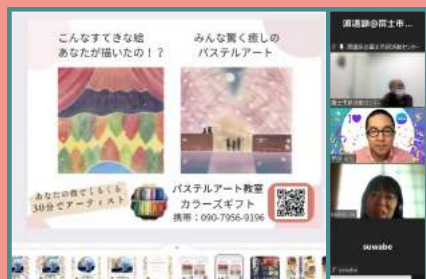 こんなすてきな絵
あなたが描いたの！？
みんな驚く癒しの
パステルアート
あなたの指でくるくる
30分でアーティスト
パステルアート教室
カラーズギフト
携帯：090-7956-9196
suwabe